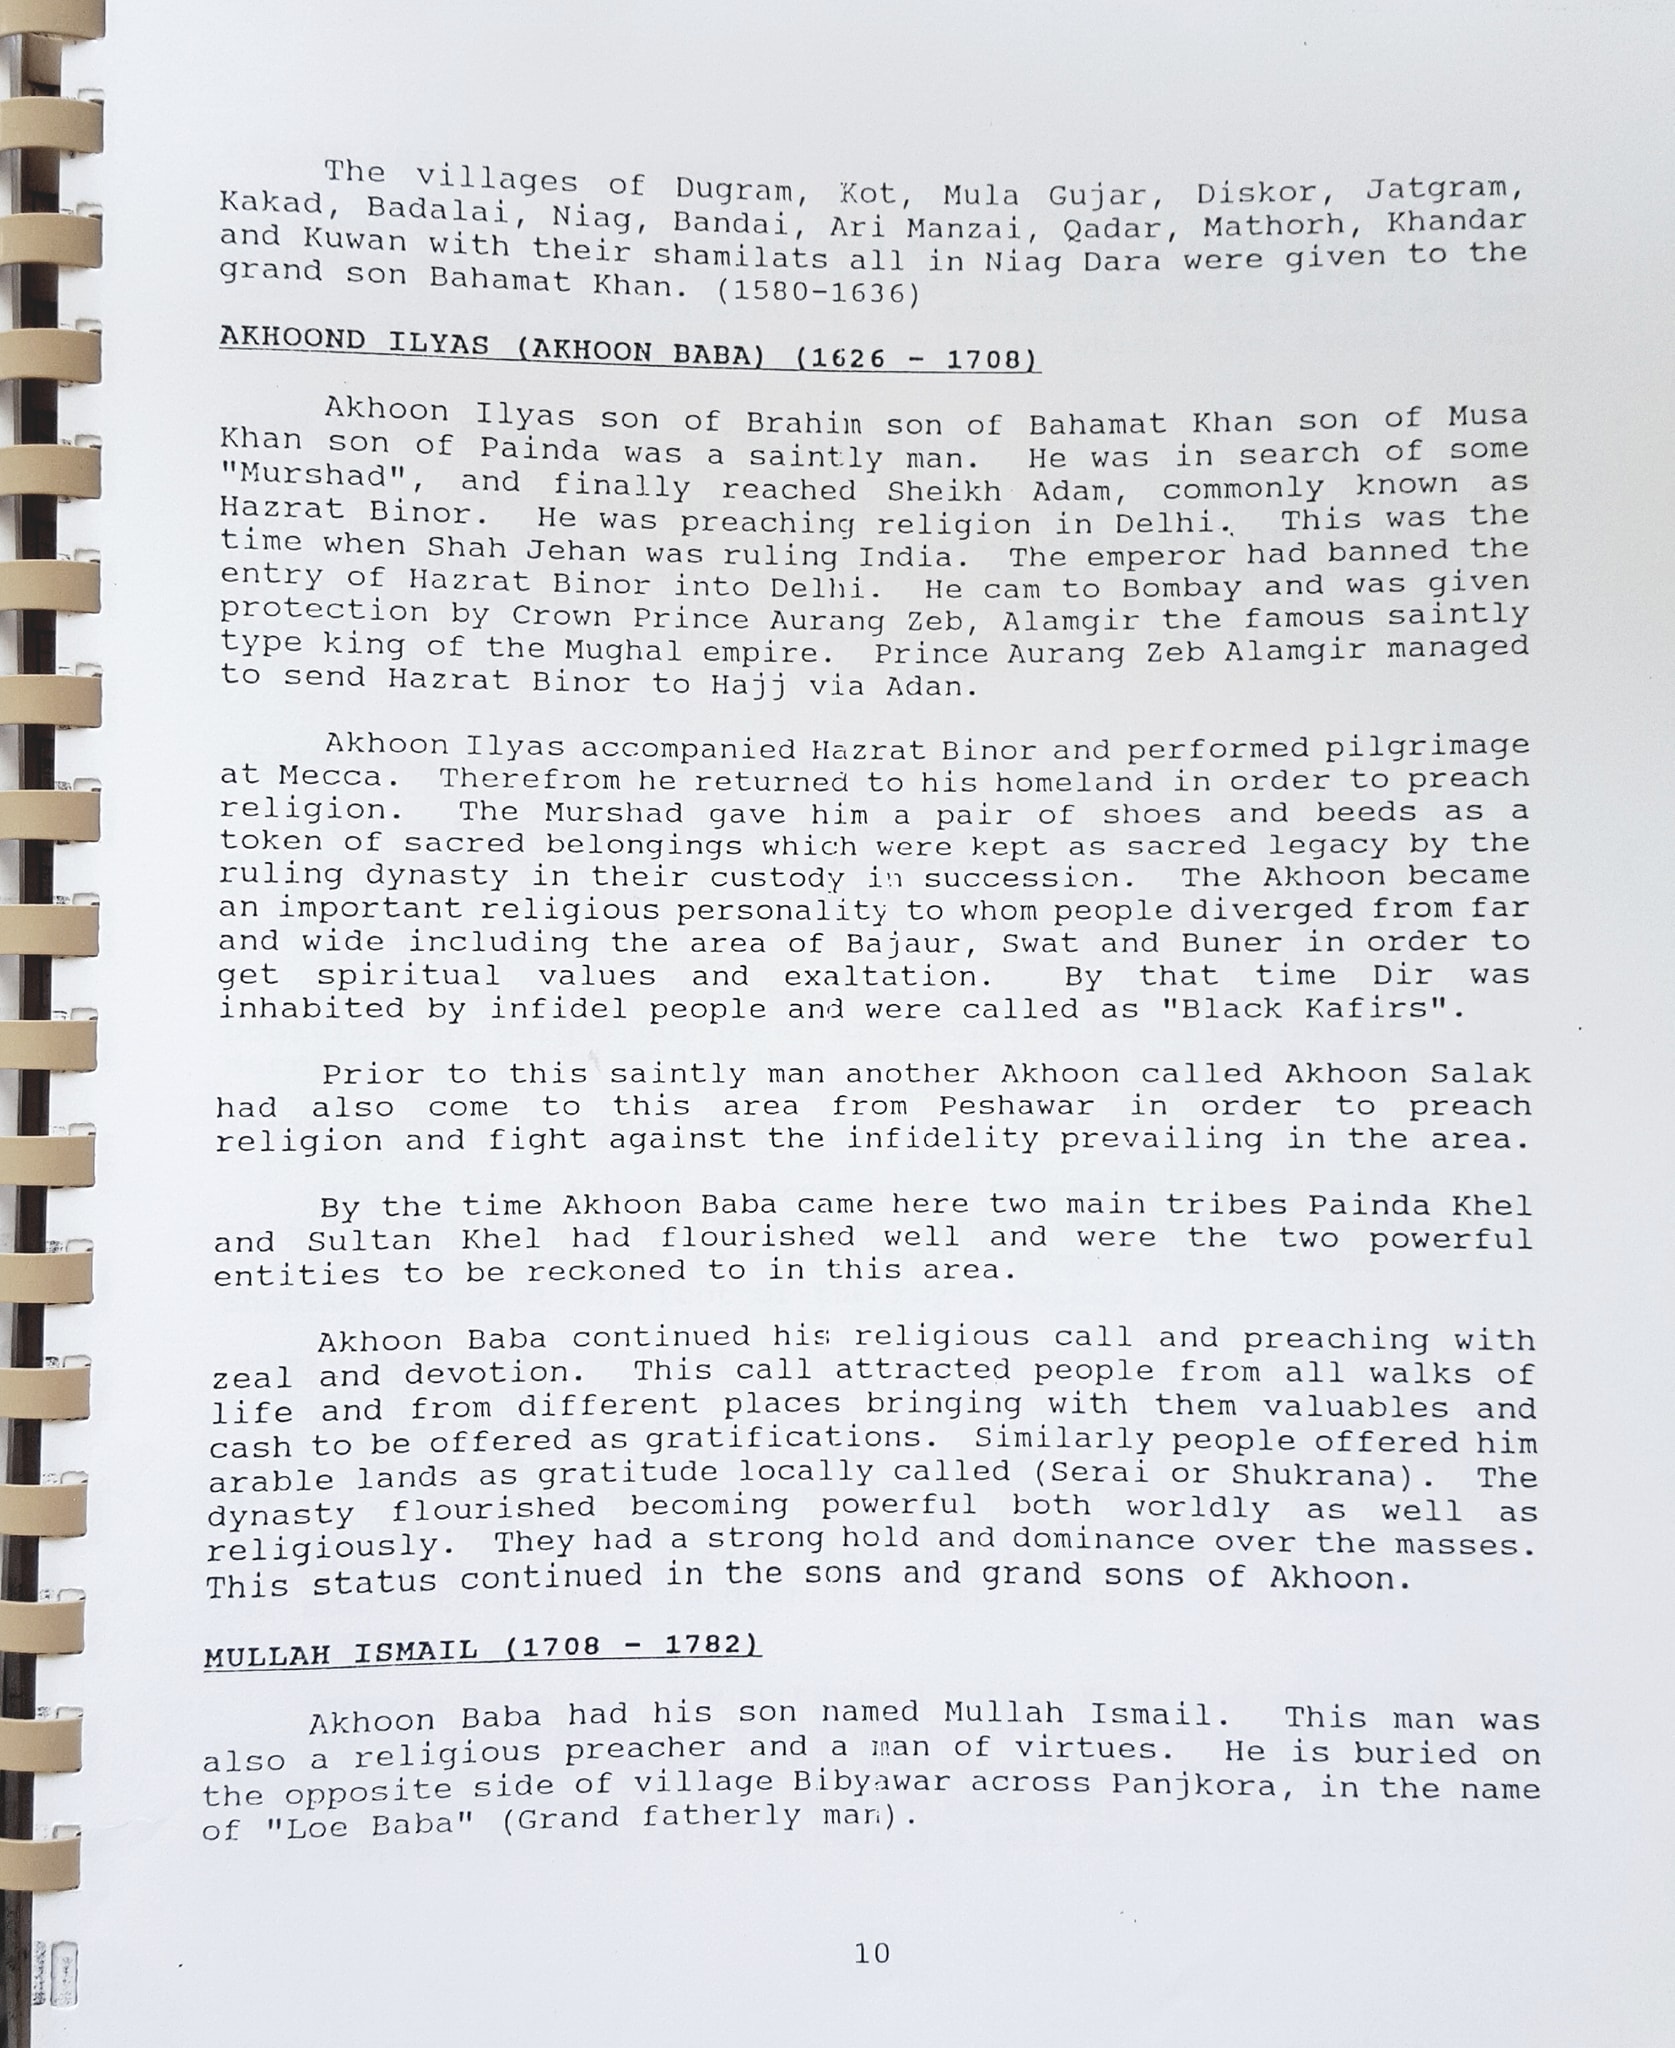 The villages of Dugram, Kot, Mula Gujar, Diskor, Jatgram,
Kakad, Badalai, Niag, Bandai, Ari Manzai, Qadar, Mathorh, Khandar
and Kuwan with their shamilats all in Niag Dara were given to the
grand son Bahamat Khan. (1580-1636)
AKHOOND ILYAS (AKHOON BABA) (1626 - 1708)
Akhoon Ilyas son of Brahim son of Bahamat Khan son of Musa
Khan son of Painda was a saintly man. He was in search of some
"Murshad", and finally reached Sheikh Adam, commonly known as
Hazrat Binor. He was preaching religion in Delhi. This was the
time when Shah Jehan was ruling India. The emperor had banned the
entry of Hazrat Binor into Delhi. He cam to Bombay and was given
protection by Crown Prince Aurang Zeb, Alamgir the famous saintly
type king of the Mughal empire. Prince Aurang Zeb Alamgir managed
to send Hazrat Binor to Hajj via Adan.
Akhoon Ilyas accompanied Hazrat Binor and performed pilgrimage
at Mecca. Therefrom he returned to his homeland in order to preach
religion. The Murshad gave him a pair of shoes and beeds as a
token of sacred belongings which were kept as sacred legacy by the
ruling dynasty in their custody in succession. The Akhoon became
an important religious personality to whom people diverged from far
and wide including the area of Bajaur, Swat and Buner in order to
get spiritual values and exaltation. By that time Dir was
inhabited by infidel people and were called as "Black Kafirs".
Prior to this saintly man another Akhoon called Akhoon Salak
had also come to this area from Peshawar in order to preach
religion and fight against the infidelity prevailing in the area.
By the time Akhoon Baba came here two main tribes Painda Khel
and Sultan Khel had flourished well and were the two powerful
entities to be reckoned to in this area.
Akhoon Baba continued his religious call and preaching with
zeal and devotion. This call attracted people from all walks of
life and from different places bringing with them valuables and
cash to be offered as gratifications. Similarly people offered him
arable lands as gratitude locally called (Serai or Shukrana). The
dynasty flourished becoming powerful both worldly as well as
religiously. They had a strong hold and dominance over the masses.
This status continued in the sons and grand sons of Akhoon.
MULLAH ISMAIL (1708 - 1782)
Akhoon Baba had his son named Mullah Ismail. This man was
also a religious preacher and a man of virtues. He is buried on
the opposite side of village Bibyawar across Panjkora, in the name
of "Loe Baba" (Grand fatherly man).
10